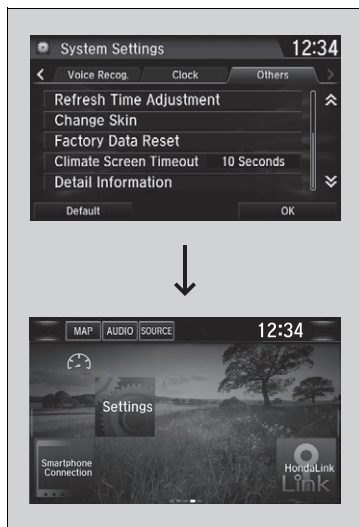 System Settings 12:34
Voice Recog. Clock Others
Refresh Time Adjustment
Change Skin
Factory Data Reset
Climate Screen Timeout 10 Seconds
Detail Information
Default OK
MAP AUDIO SOURCE 12:34
Settings
Smartphone
Connection
HondaLink
Link